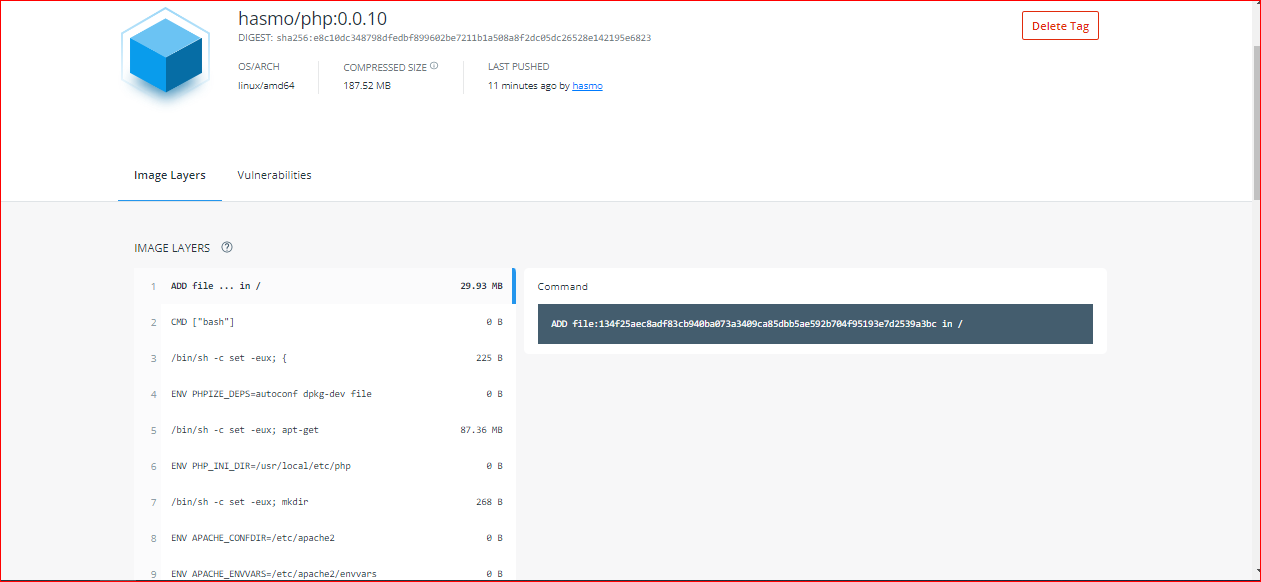 hasmo/php:0.0.10
Delete Tag
DIGEST: sha256:e8c10dc348798dfedbf899602be7211b1a508a8f2dc05dc26528e142195e6823
OS/ARCH
linux/amd64
COMPRESSED SIZE
187.52 MB
LAST PUSHED
11 minutes ago by hasmo
Image Layers
Vulnerabilities
IMAGE LAYERS
1 ADD file ... in / 29.93 MB
2 CMD ["bash"] 0 B
3 /bin/sh -c set -eux; { 225 B
4 ENV PHPIZE_DEPS=autoconf dpkg-dev file 0 B
5 /bin/sh -c set -eux; apt-get 87.36 MB
6 ENV PHP_INI_DIR=/usr/local/etc/php 0 B
7 /bin/sh -c set -eux; mkdir 268 B
8 ENV APACHE_CONFDIR=/etc/apache2 0 B
9 ENV APACHE_ENVVARS=/etc/apache2/envvars 0 B
Command
ADD file:134f25aec8adf83cb940ba073a3409ca85dbb5ae592b704f95193e7d2539a3bc in /